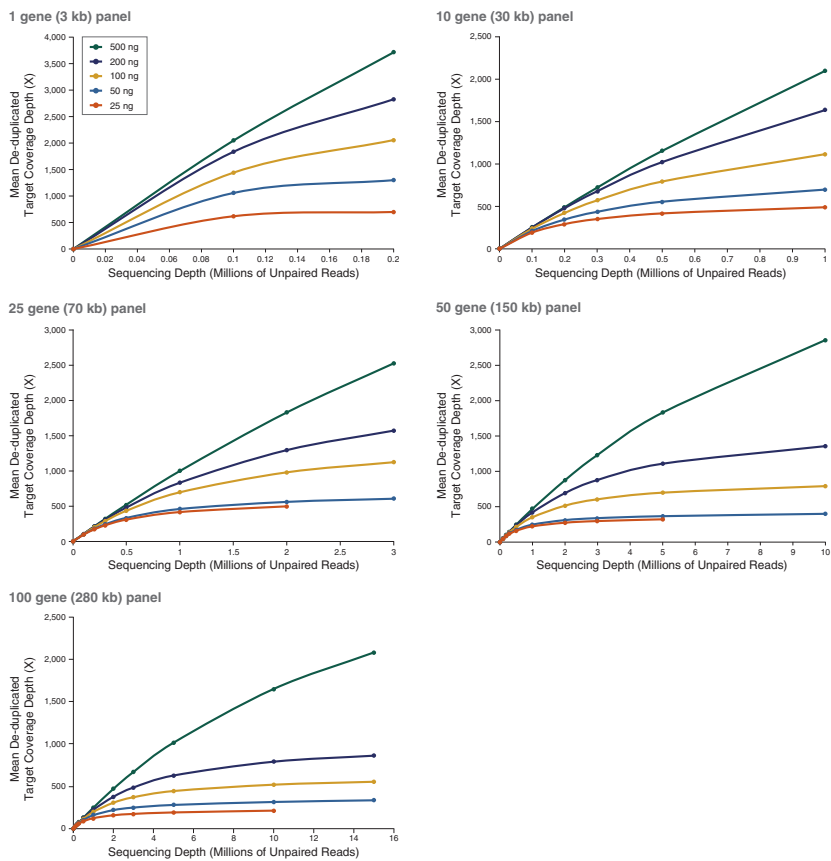 1 gene (3 kb) panel
Mean De-duplicated
Target Coverage Depth (X)
4,000
3,500
3,000
2,500
2,000
1,500
1,000
500
0
500 ng
200 ng
100 ng
50 ng
25 ng
0 0.02 0.04 0.06 0.08 0.1 0.12 0.14 0.16 0.18 0.2
Sequencing Depth (Millions of Unpaired Reads)
10 gene (30 kb) panel
Mean De-duplicated
Target Coverage Depth (X)
2,500
2,000
1,500
1,000
500
0
0 0.1 0.2 0.3 0.4 0.5 0.6 0.7 0.8 0.9 1
Sequencing Depth (Millions of Unpaired Reads)
25 gene (70 kb) panel
Mean De-duplicated
Target Coverage Depth (X)
3,000
2,500
2,000
1,500
1,000
500
0
0 0.5 1 1.5 2 2.5 3
Sequencing Depth (Millions of Unpaired Reads)
50 gene (150 kb) panel
Mean De-duplicated
Target Coverage Depth (X)
3,000
2,500
2,000
1,500
1,000
500
0
0 1 2 3 4 5 6 7 8 9 10
Sequencing Depth (Millions of Unpaired Reads)
100 gene (280 kb) panel
Mean De-duplicated
Target Coverage Depth (X)
2,500
2,000
1,500
1,000
500
0
0 2 4 6 8 10 12 14 16
Sequencing Depth (Millions of Unpaired Reads)